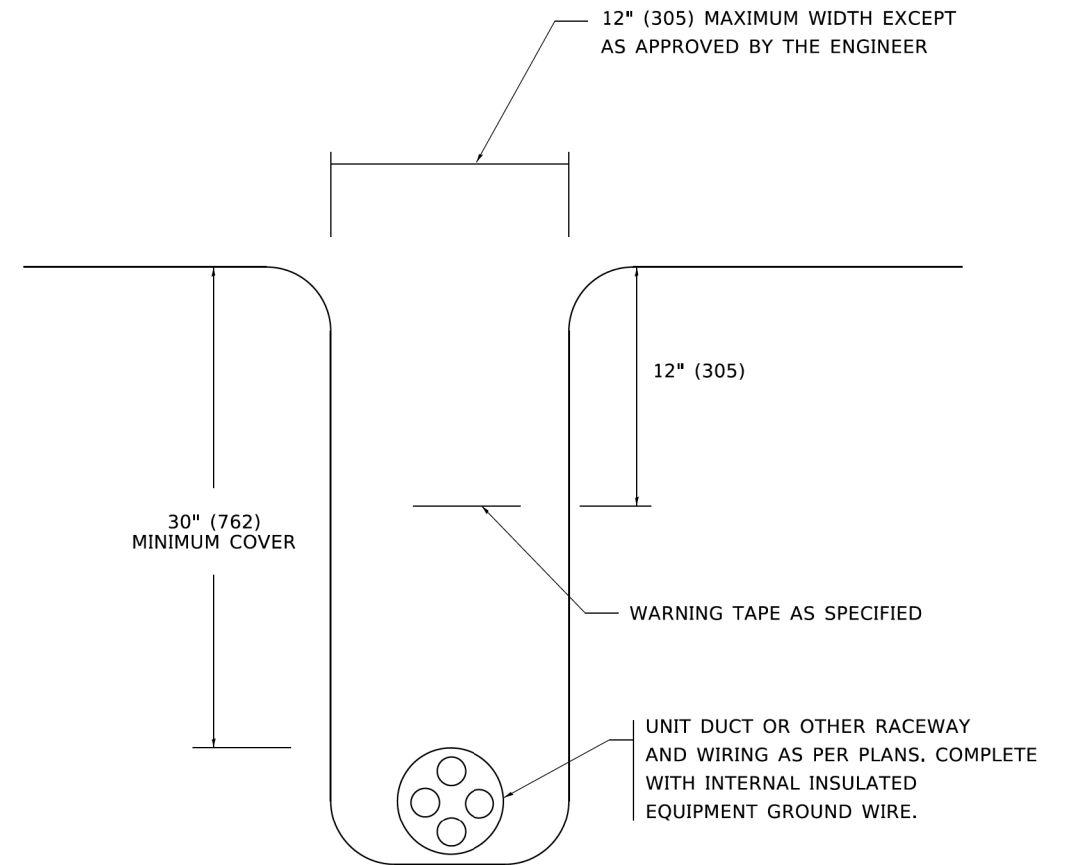 12" (305) MAXIMUM WIDTH EXCEPT
AS APPROVED BY THE ENGINEER
12" (305)
30" (762)
MINIMUM COVER
WARNING TAPE AS SPECIFIED
UNIT DUCT OR OTHER RACEWAY
AND WIRING AS PER PLANS. COMPLETE
WITH INTERNAL INSULATED
EQUIPMENT GROUND WIRE.